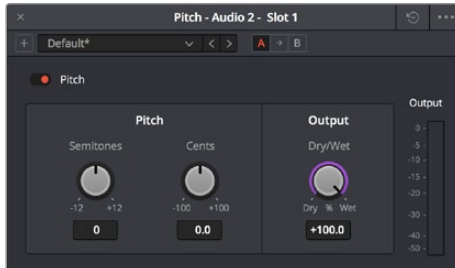 Pitch - Audio 2 - Slot 1
Default*
A
B
Pitch
Output
Pitch
Output
Semitones
Cents
Dry/Wet
-12 +12
-100 +100
Dry % Wet
0
0.0
+100.0
0 -
-5 -
-10 -
-15 -
-20 -
-30 -
-40 -
-50 -